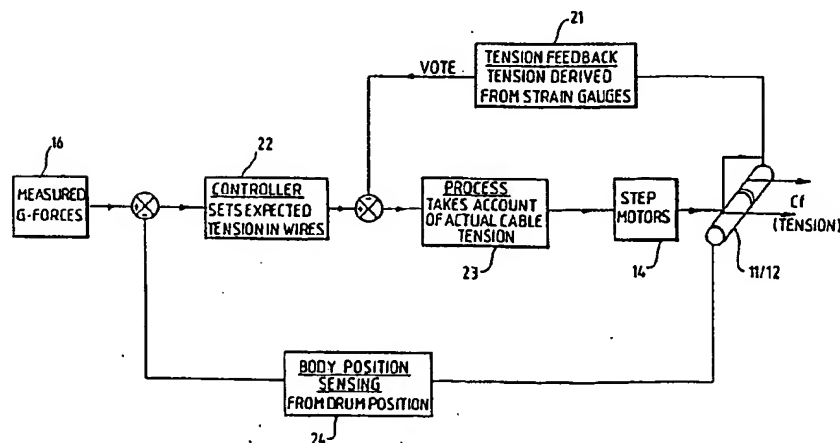 21
TENSION FEEDBACK
TENSION DERIVED
FROM STRAIN GAUGES
VOTE
16
MEASURED
G-FORCES
22
CONTROLLER
SETS EXPECTED
TENSION IN WIRES
PROCESS
TAKES ACCOUNT
OF ACTUAL CABLE
TENSION
23
STEP
MOTORS
14
Cf
(TENSION)
11/12
BODY POSITION
SENSING
FROM DRUM POSITION
24